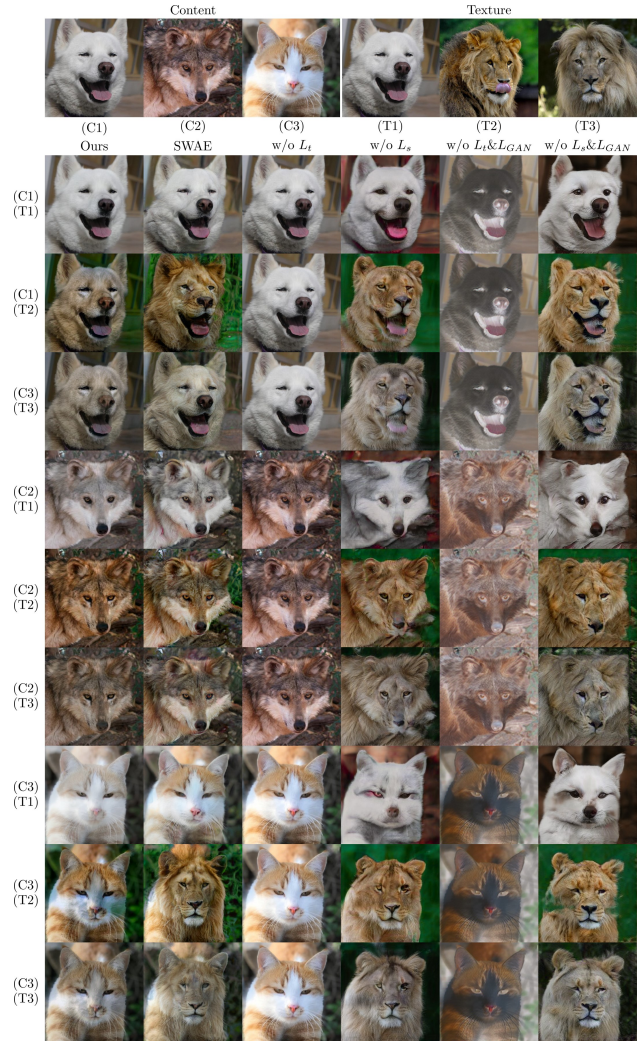 Content Texture
(C1) (C2) (C3) (T1) (T2) (T3)
Ours SWAE w/o L_t w/o L_s w/o L_t&L_GAN w/o L_s&L_GAN
(C1)
(T1)
(C1)
(T2)
(C3)
(T3)
(C2)
(T1)
(C2)
(T2)
(C2)
(T3)
(C3)
(T1)
(C3)
(T2)
(C3)
(T3)